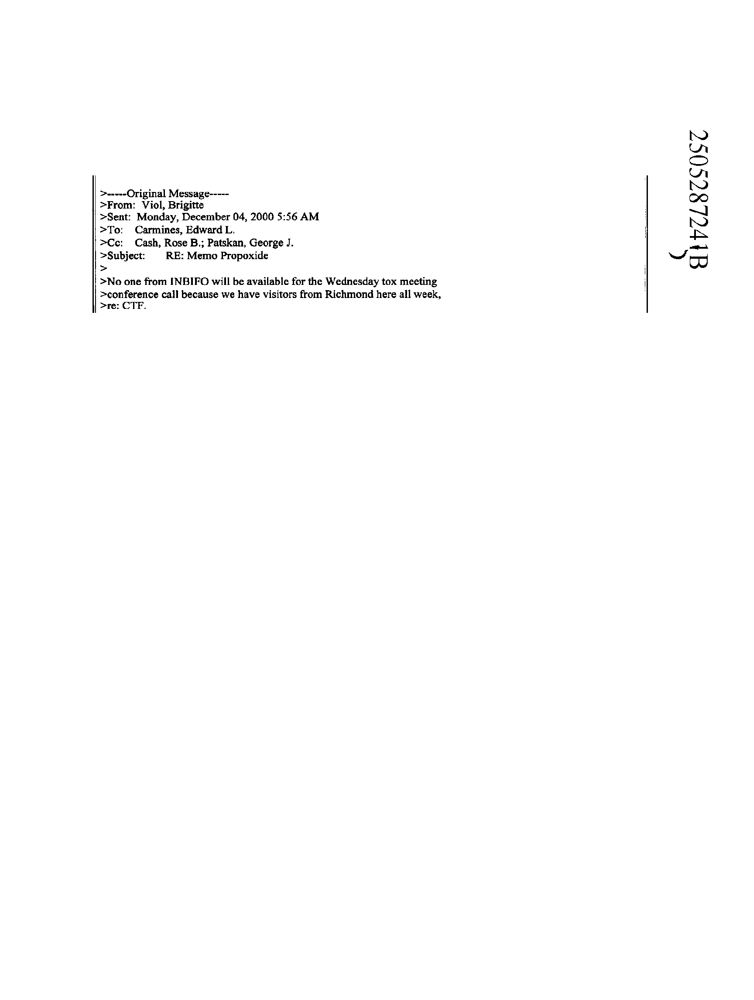 >-----Original Message-----
>From: Viol, Brigitte
>Sent: Monday, December 04, 2000 5:56 AM
>To: Carmines, Edward L.
>Cc: Cash, Rose B.; Patskan, George J.
>Subject: RE: Memo Propoxide
>
>No one from INBIFO will be available for the Wednesday tox meeting
>conference call because we have visitors from Richmond here all week,
>re: CTF.
2505287241B